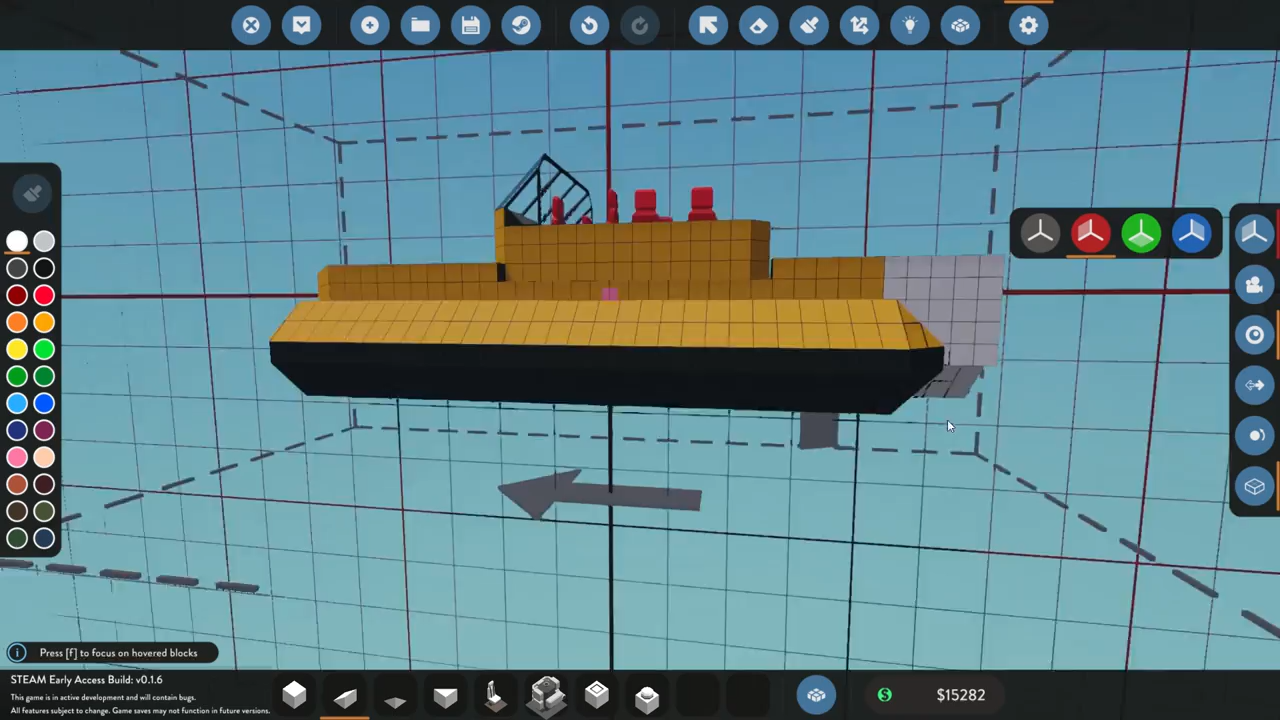 Press [f] to focus on hovered blocks
STEAM Early Access Build: v0.1.6
This game is in active development and will contain bugs.
All features subject to change. Game saves may not function in future versions.
$15282